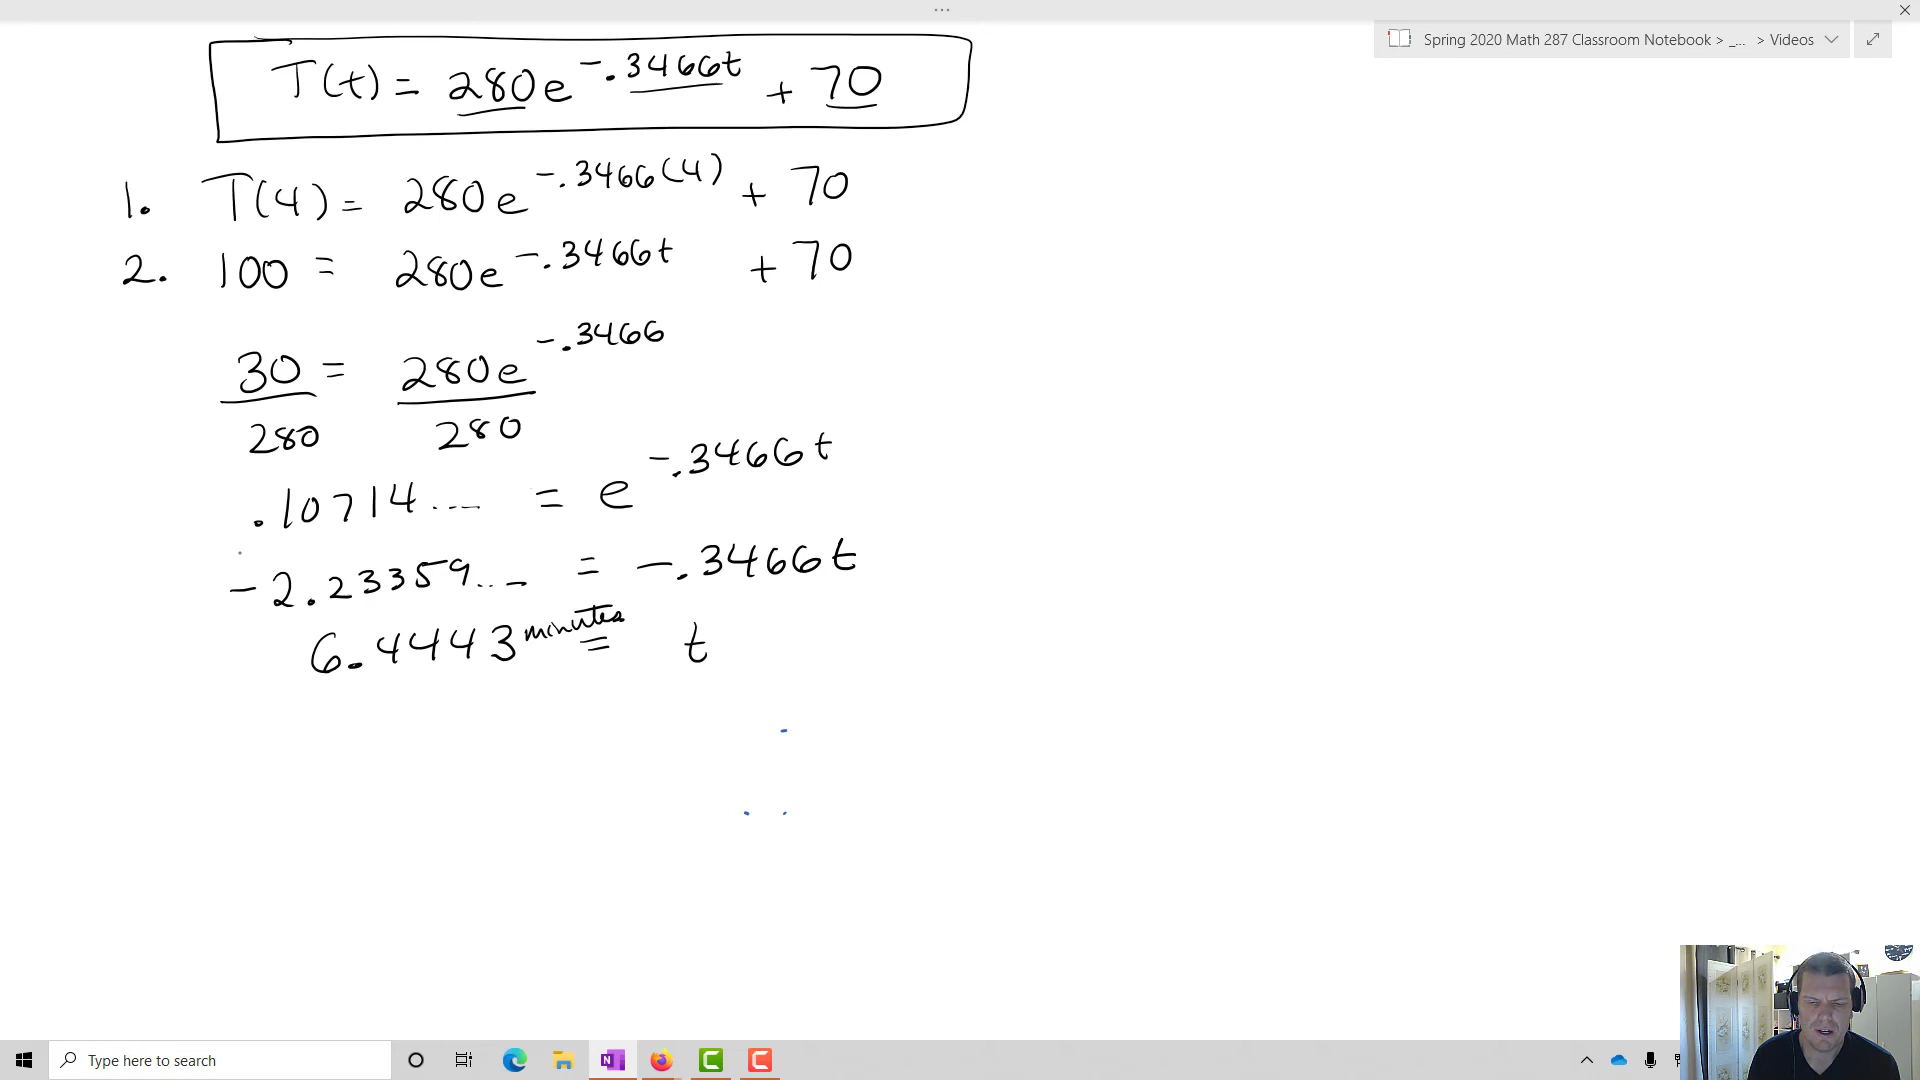 Spring 2020 Math 287 Classroom Notebook > _... > Videos
T(t) = 280e^-.3466t + 70
1. T(4) = 280e^-.3466(4) + 70
2. 100 = 280e^-.3466t + 70
30 = 280e^-.3466
280 280
.10714... = e^-.3466t
-2.23359... = -.3466t
6.4443 minutes = t
Type here to search